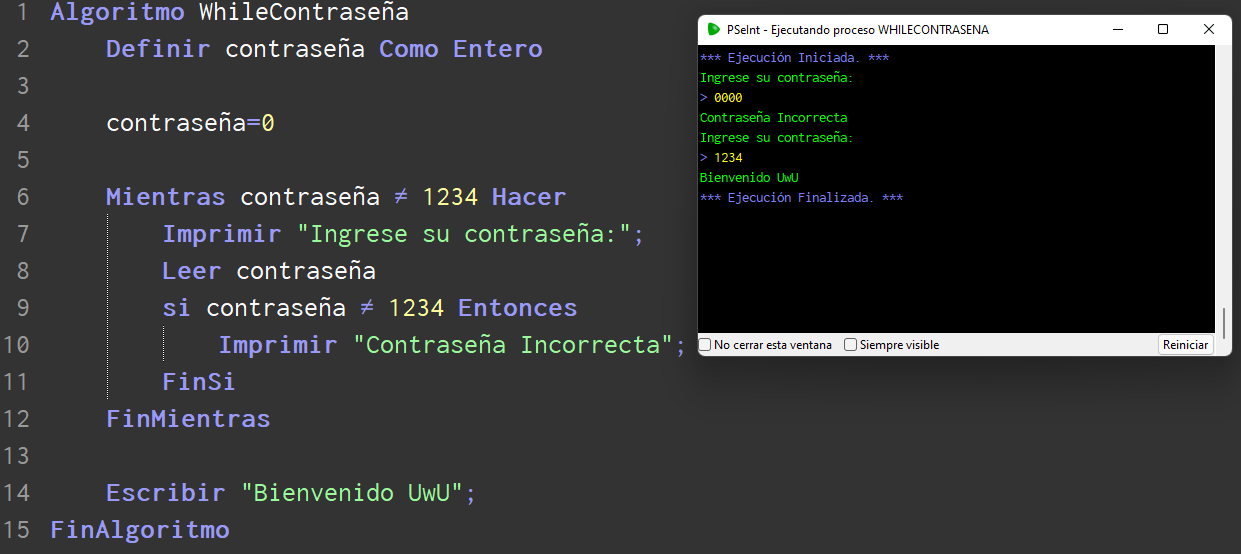 1 Algoritmo WhileContraseña
2 Definir contraseña Como Entero
3
4 contraseña=0
5
6 Mientras contraseña ≠ 1234 Hacer
7 Imprimir "Ingrese su contraseña:";
8 Leer contraseña
9 si contraseña ≠ 1234 Entonces
10 Imprimir "Contraseña Incorrecta";
11 FinSi
12 FinMientras
13
14 Escribir "Bienvenido UwU";
15 FinAlgoritmo
PSeInt - Ejecutando proceso WHILECONTRASENA
*** Ejecución Iniciada. ***
Ingrese su contraseña:
> 0000
Contraseña Incorrecta
Ingrese su contraseña:
> 1234
Bienvenido UwU
*** Ejecución Finalizada. ***
No cerrar esta ventana Siempre visible Reiniciar